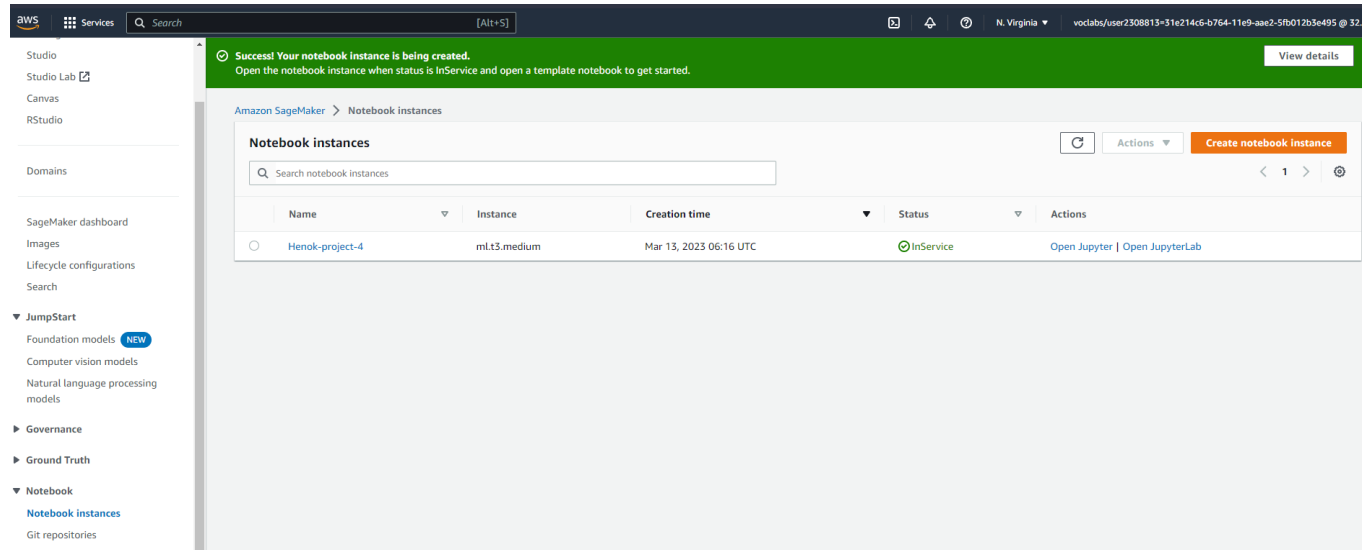 aws Services Search [Alt+S] N. Virginia ▼ voclabs/user2308813=31e214c6-b764-11e9-aae2-5fb012b3e495 @ 32.
Studio
Studio Lab
Canvas
RStudio
Domains
SageMaker dashboard
Images
Lifecycle configurations
Search
▼ JumpStart
Foundation models NEW
Computer vision models
Natural language processing
models
▶ Governance
▶ Ground Truth
▼ Notebook
Notebook instances
Git repositories
Success! Your notebook instance is being created.
Open the notebook instance when status is InService and open a template notebook to get started.
View details
Amazon SageMaker > Notebook instances
Notebook instances
Actions ▼ Create notebook instance
Search notebook instances
< 1 >
Name Instance Creation time Status Actions
Henok-project-4 ml.t3.medium Mar 13, 2023 06:16 UTC InService Open Jupyter | Open JupyterLab